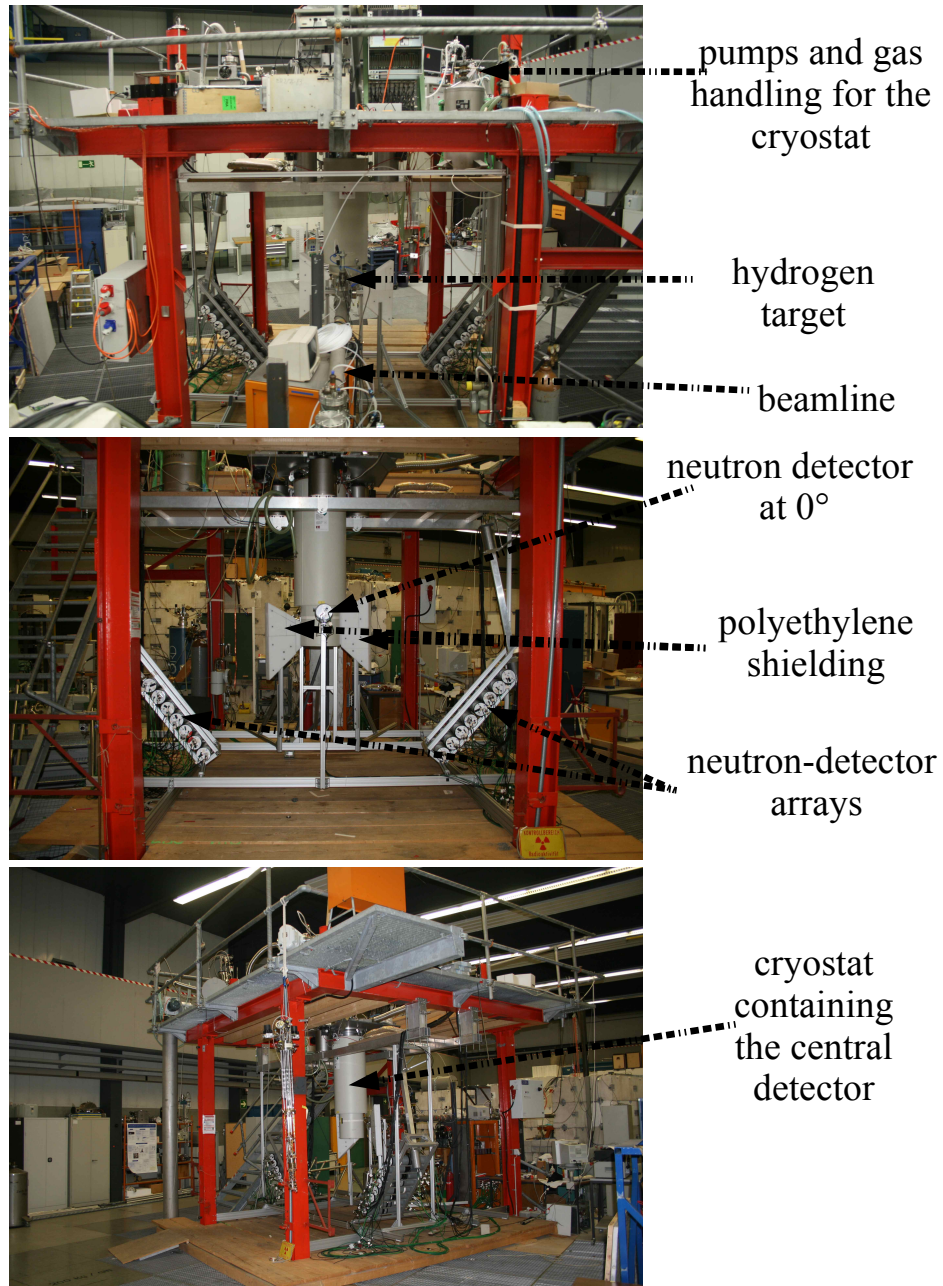 pumps and gas
handling for the
cryostat
hydrogen
target
beamline
neutron detector
at 0°
polyethylene
shielding
neutron-detector
arrays
cryostat
containing
the central
detector